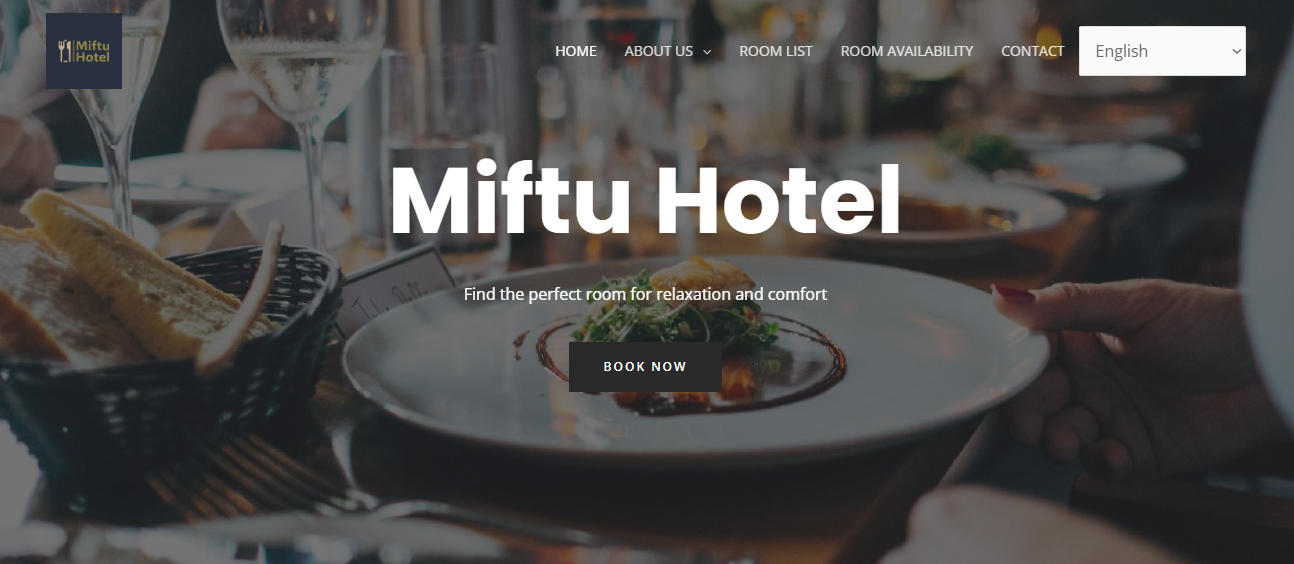 Miftu
Hotel
HOME
ABOUT US
ROOM LIST
ROOM AVAILABILITY
CONTACT
English
Miftu Hotel
Find the perfect room for relaxation and comfort
BOOK NOW